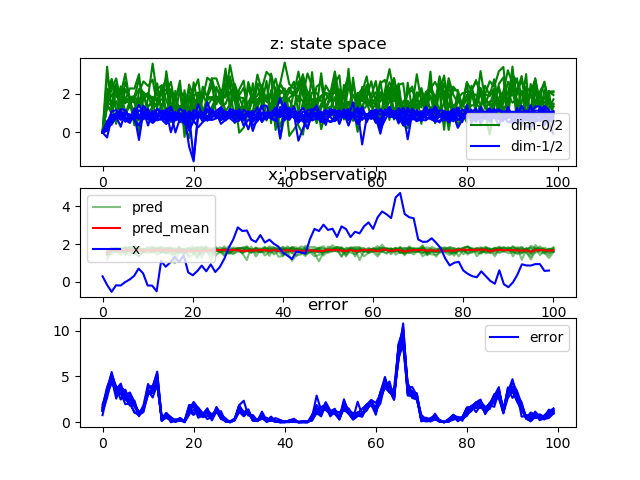 z: state space
2
0
dim-0/2
dim-1/2
0 20 40 60 80 100
x: observation
4
2
0
pred
pred_mean
x
0 20 40 60 80 100
error
10
5
0
error
0 20 40 60 80 100